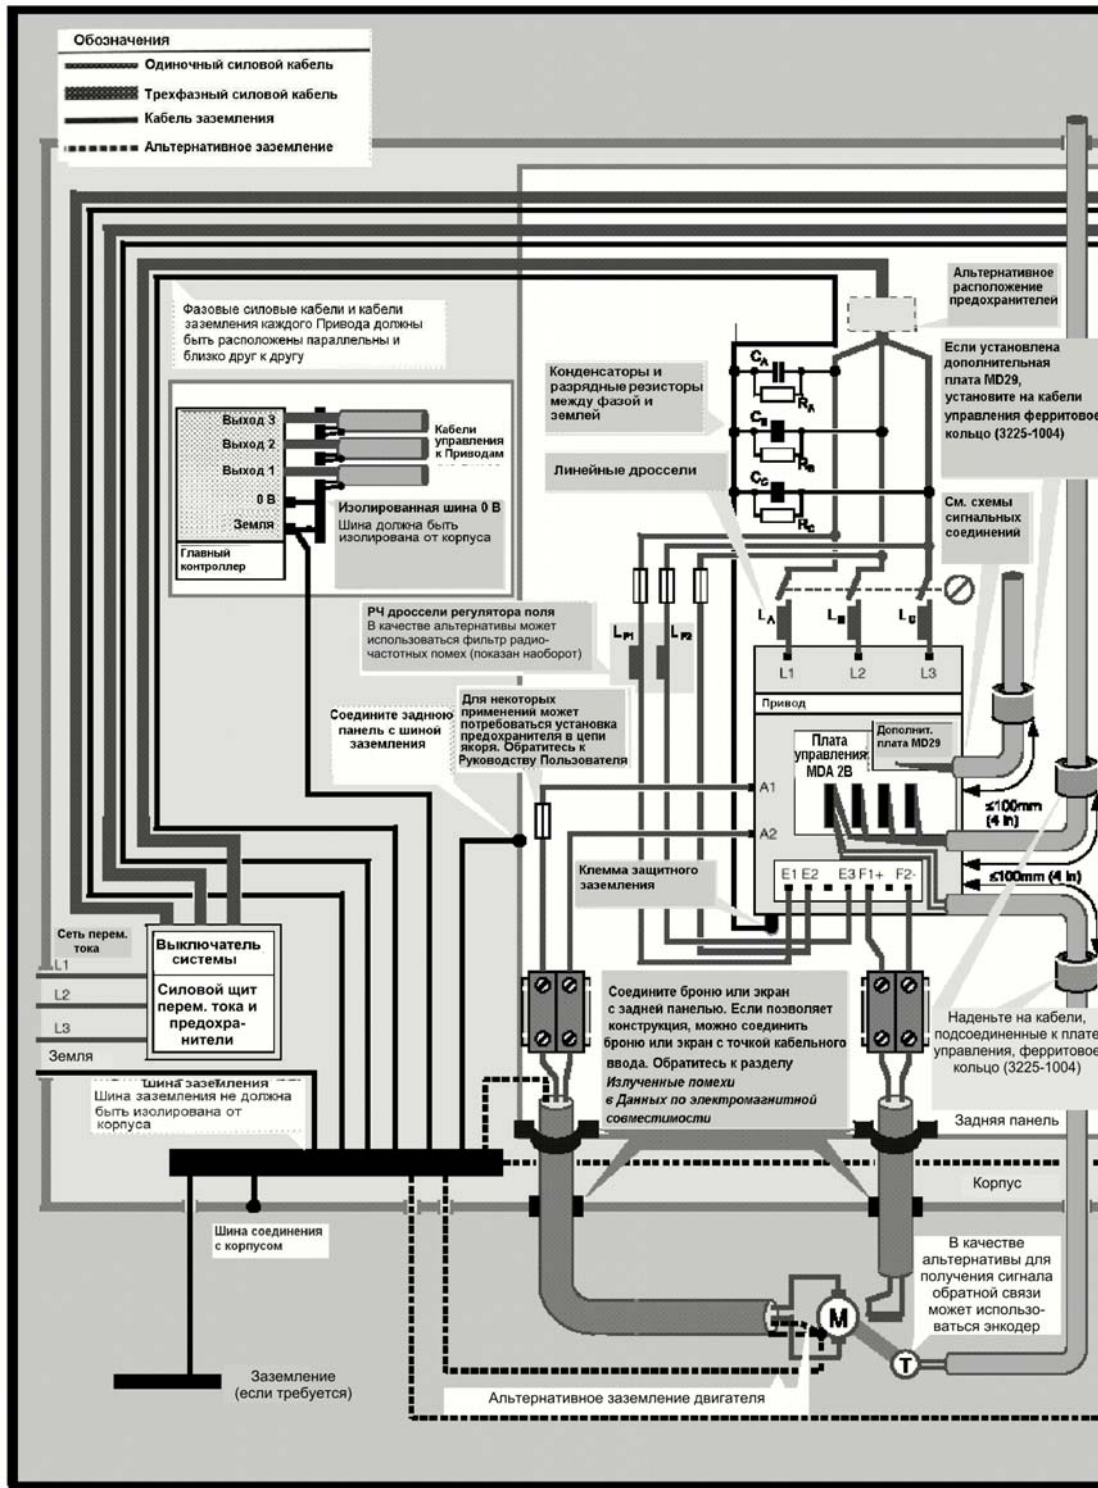 Обозначения
Одиночный силовой кабель
Трехфазный силовой кабель
Кабель заземления
Альтернативное заземление
Фазовые силовые кабели и кабели
заземления каждого Привода должны
быть расположены параллельны и
близко друг к другу
Альтернативное
расположение
предохранителей
Если установлена
дополнительная
плата MD29,
установите на кабели
управления ферритовое
кольцо (3225-1004)
Конденсаторы и
разрядные резисторы
между фазой и
землей
CA
RA
CB
RB
CC
RC
Линейные дроссели
Выход 3
Выход 2
Выход 1
0 В
Земля
Главный
контроллер
Кабели
управления
к Приводам
Изолированная шина 0 В
Шина должна быть
изолирована от корпуса
См. схемы
сигнальных
соединений
РЧ дроссели регулятора поля
В качестве альтернативы может
использоваться фильтр радио-
частотных помех (показан наоборот)
LF1
LF2
LA
LB
LC
L1
L2
L3
Привод
Соедините заднюю
панель с шиной
заземления
Для некоторых
применений может
потребоваться установка
предохранителя в цепи
якоря. Обратитесь к
Руководству Пользователя
Плата
управления
MDA 2B
Дополнит.
плата MD29
A1
A2
≤100mm
(4 in)
≤100mm (4 in)
Клемма защитного
заземления
E1 E2
E3 F1+
F2-
Сеть перем.
тока
L1
L2
L3
Земля
Выключатель
системы
Силовой щит
перем. тока и
предохра-
нители
Соедините броню или экран
с задней панелью. Если позволяет
конструкция, можно соединить
броню или экран с точкой кабельного
ввода. Обратитесь к разделу
Излученные помехи
в Данных по электромагнитной
совместимости
Наденьте на кабели,
подсоединенные к плате
управления, ферритовое
кольцо (3225-1004)
Шина заземления
Шина заземления не должна
быть изолирована от
корпуса
Задняя панель
Корпус
Шина соединения
с корпусом
В качестве
альтернативы для
получения сигнала
обратной связи
может использо-
ваться энкодер
M
T
Заземление
(если требуется)
Альтернативное заземление двигателя